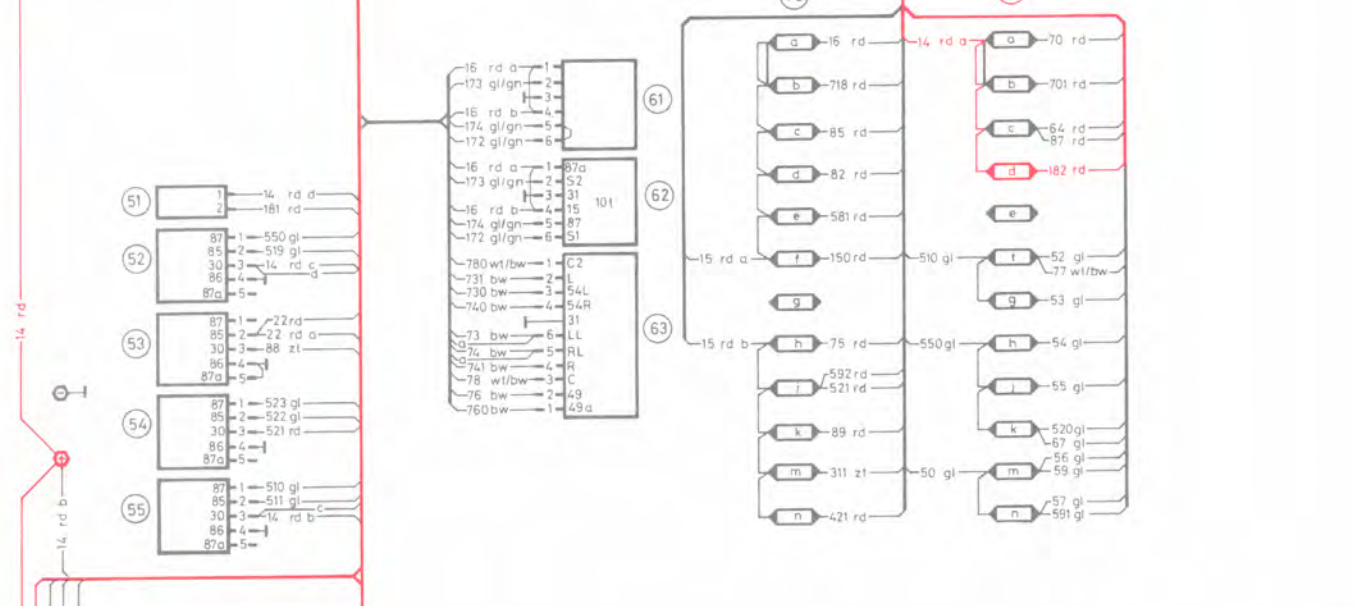 14 rd
14 rd b
51
1 14 rd d
2 181 rd
52
87 1 550 gl
85 2 519 gl
30 3 14 rd c
d
86 4
87a 5
53
87 1 22 rd
85 2 22 rd a
30 3 88 zt
86 4
87a 5
54
87 1 523 gl
85 2 522 gl
30 3 521 rd
86 4
87a 5
55
87 1 510 gl
85 2 511 gl
c
30 3 14 rd b
86 4
87a 5
61
16 rd a 1
173 gl/gn 2
3
16 rd b 4
174 gl/gn 5
172 gl/gn 6
62
10t
16 rd a 1 87a
173 gl/gn 2 S2
3 31
16 rd b 4 15
174 gl/gn 5 87
172 gl/gn 6 S1
63
780 wt/bw 1 C2
731 bw 2 L
730 bw 3 54L
740 bw 4 54R
31
73 bw 6 LL
a
74 bw 5 RL
a
741 bw 4 R
78 wt/bw 3 C
76 bw 2 49
760 bw 1 49a
a 16 rd
b 718 rd
c 85 rd
d 82 rd
e 581 rd
15 rd a f 150 rd
g
15 rd b h 75 rd
592 rd
j 521 rd
k 89 rd
m 311 zt
n 421 rd
14 rd a a 70 rd
b 701 rd
c 64 rd
87 rd
d 182 rd
e
510 gl f 52 gl
77 wt/bw
g 53 gl
550 gl h 54 gl
j 55 gl
k 520 gl
67 gl
56 gl
50 gl m 59 gl
57 gl
n 591 gl